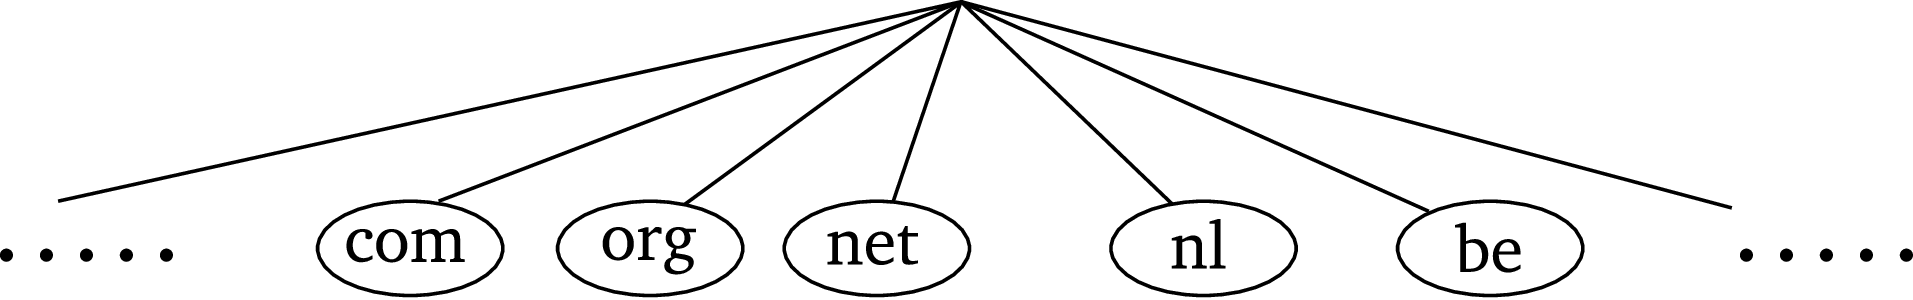 ..... com org net nl be .....